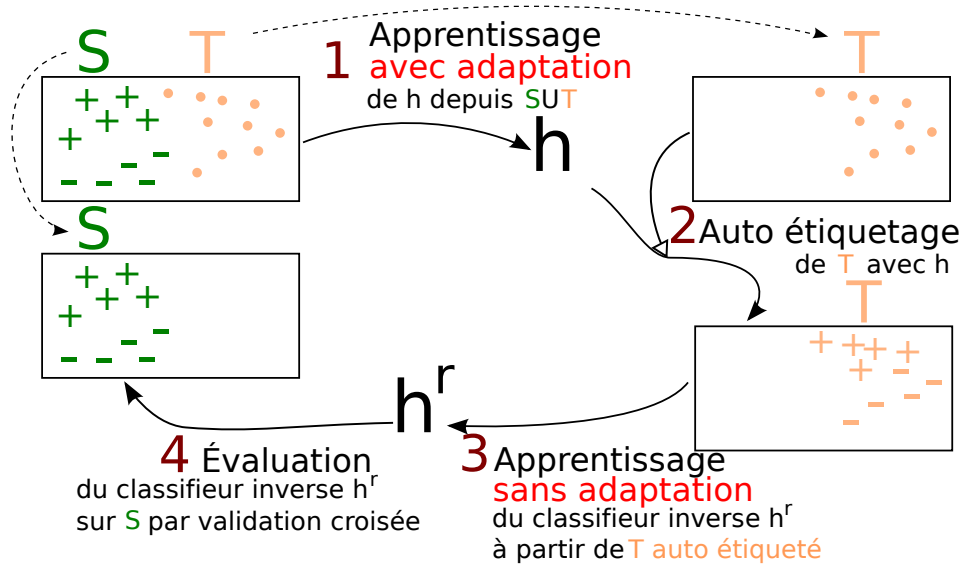 S T
1 Apprentissage
avec adaptation
de h depuis SUT
h
T
2 Auto étiquetage
de T avec h
T
S
h^r
3 Apprentissage
sans adaptation
du classifieur inverse h^r
à partir de T auto étiqueté
4 Évaluation
du classifieur inverse h^r
sur S par validation croisée